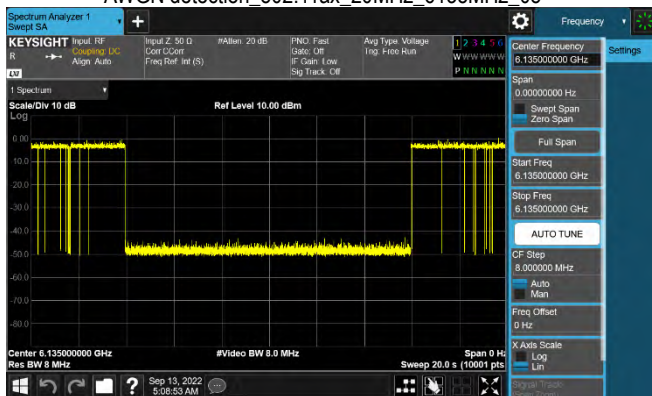 Spectrum Analyzer 1
Swept SA
Frequency
KEYSIGHT Input: RF
R Coupling: DC
Align: Auto
LXI
Input Z: 50 Ω
Corr CCorr
Freq Ref: Int (S)
#Atten: 20 dB
PNO: Fast
Gate: Off
IF Gain: Low
Sig Track: Off
Avg Type: Voltage
Trig: Free Run
1 2 3 4 5 6
W W W W W W
P N N N N N
1 Spectrum
Scale/Div 10 dB
Ref Level 10.00 dBm
Log
0.00
-10.0
-20.0
-30.0
-40.0
-50.0
-60.0
-70.0
-80.0
Center 6.135000000 GHz
#Video BW 8.0 MHz
Span 0 Hz
Res BW 8 MHz
Sweep 20.0 s (10001 pts
Sep 13, 2022
5:08:53 AM
Center Frequency
6.135000000 GHz
Settings
Span
0.00000000 Hz
Swept Span
Zero Span
Full Span
Start Freq
6.135000000 GHz
Stop Freq
6.135000000 GHz
AUTO TUNE
CF Step
8.000000 MHz
Auto
Man
Freq Offset
0 Hz
X Axis Scale
Log
Lin
Signal Track